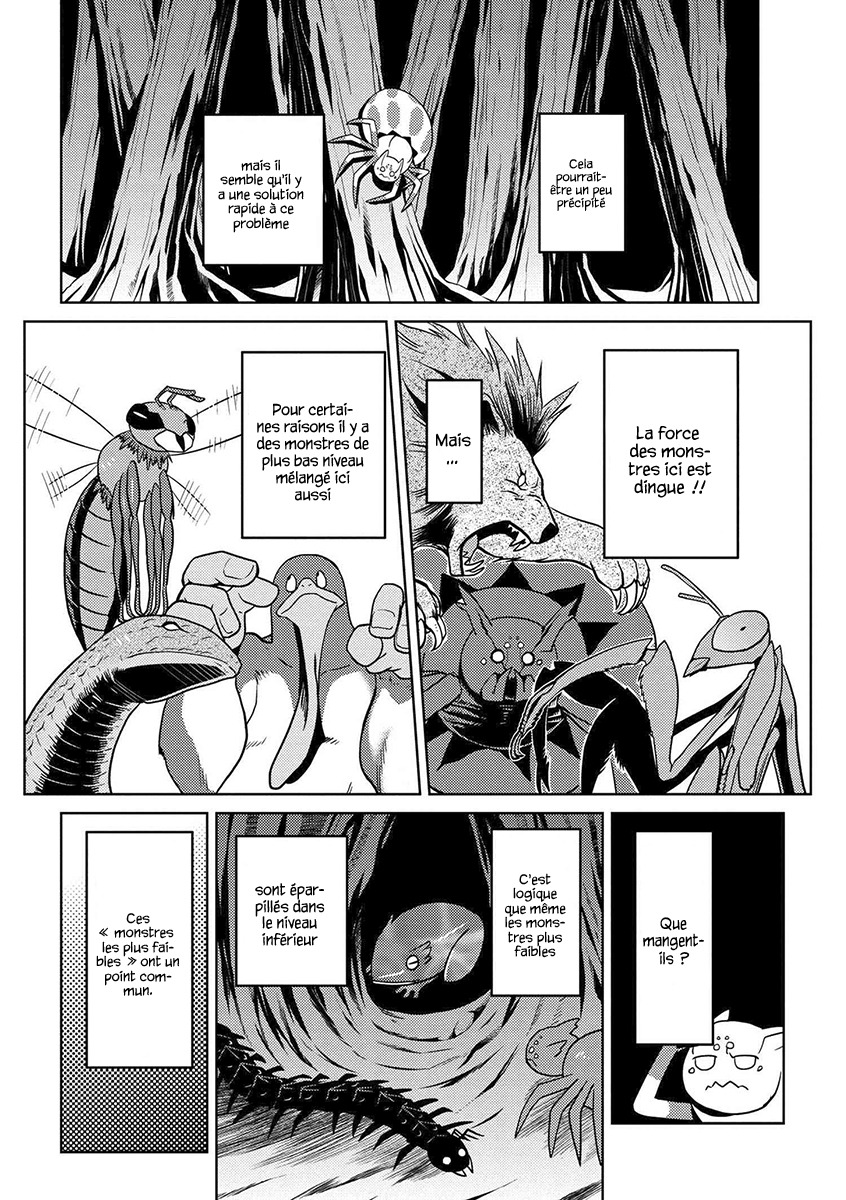 Cela
pourrait-
être un peu
précipité
mais il
semble qu'il y
a une solution
rapide à ce
problème
La force
des mons-
tres ici est
dingue !!
Mais
...
Pour certai-
nes raisons il y a
des monstres de
plus bas niveau
mélangé ici
aussi
Que
mangent-
ils ?
C'est
logique
que même
les mons-
tres plus
faibles
sont épar-
pillés dans
le niveau
inférieur
Ces
« monstres
les plus fai-
bles » ont un
point com-
mun.